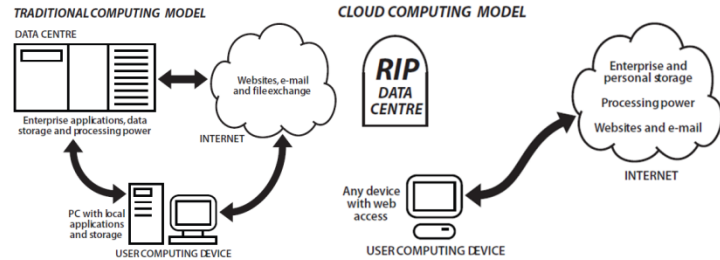 TRADITIONAL COMPUTING MODEL
DATA CENTRE
Enterprise applications, data
storage and processing power
Websites, e-mail
and file exchange
INTERNET
PC with local
applications
and storage
USER COMPUTING DEVICE
CLOUD COMPUTING MODEL
RIP
DATA
CENTRE
Enterprise and
personal storage
Processing power
Websites and e-mail
INTERNET
Any device
with web
access
USER COMPUTING DEVICE